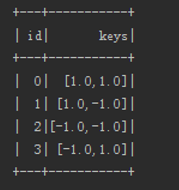 +---+-----------+
| id|       keys|
+---+-----------+
|  0| [1.0,1.0]|
|  1| [1.0,-1.0]|
|  2|[-1.0,-1.0]|
|  3| [-1.0,1.0]|
+---+-----------+